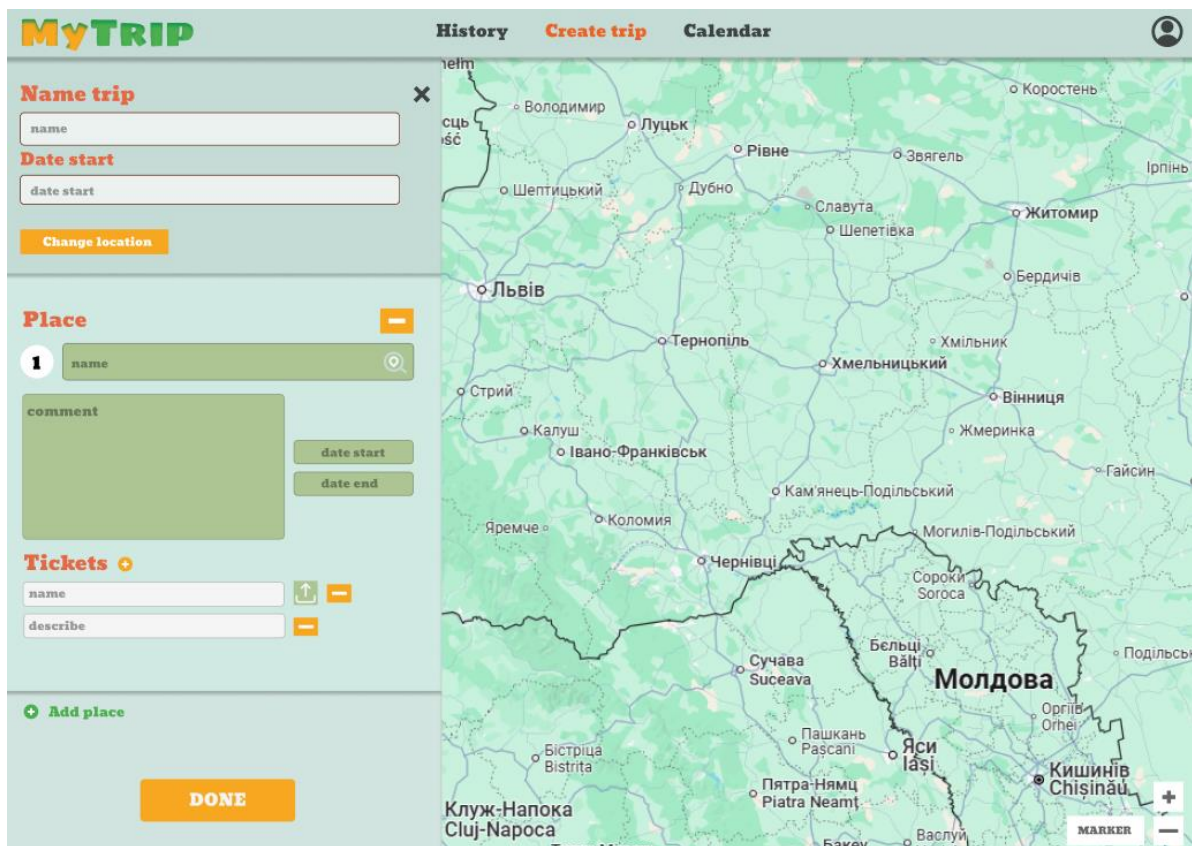 MyTRIP
History Create trip Calendar
Name trip
name
Date start
date start
Change location
Place
1
name
comment
date start
date end
Tickets
name
describe
Add place
DONE
Коростень
Володимир
Луцьк
Рівне
Звягель
Ірпінь
Шептицький
Дубно
Славута
Житомир
Шепетівка
Бердичів
Львів
Тернопіль
Хмільник
Хмельницький
Стрий
Вінниця
Калуш
Жмеринка
Івано-Франківськ
Гайсин
Кам'янець-Подільський
Яремче
Коломия
Могилів-Подільський
Чернівці
Сороки
Soroca
Бєльці
Bălți
Сучава
Suceava
Молдова
Оргіїв
Orhei
Пашкань
Pașcani
Яси
Iași
Бістріца
Bistrița
Кишинів
Chișinău
Пятра-Нямц
Piatra Neamț
Клуж-Напока
Cluj-Napoca
Васлуй
MARKER